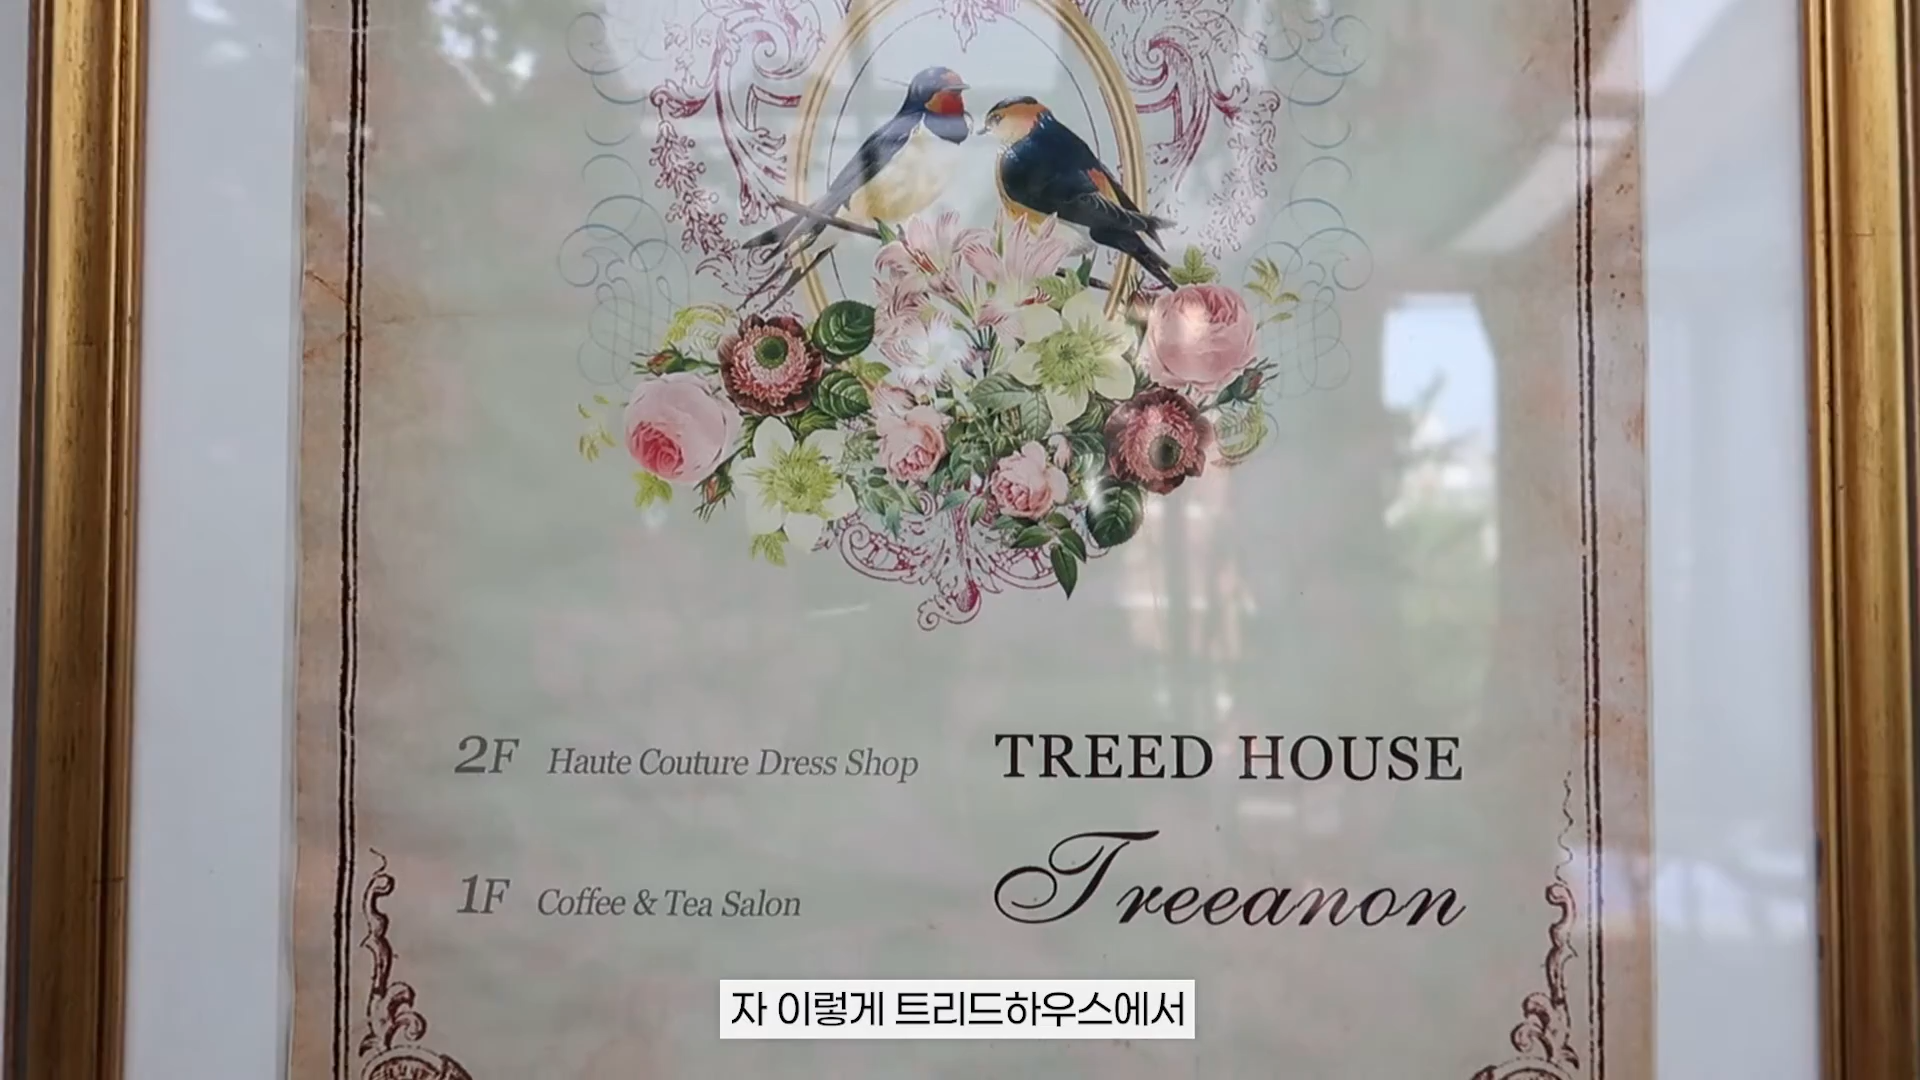 2F Haute Couture Dress Shop TREED HOUSE
1F Coffee & Tea Salon Treeanon
자 이렇게 트리드하우스에서